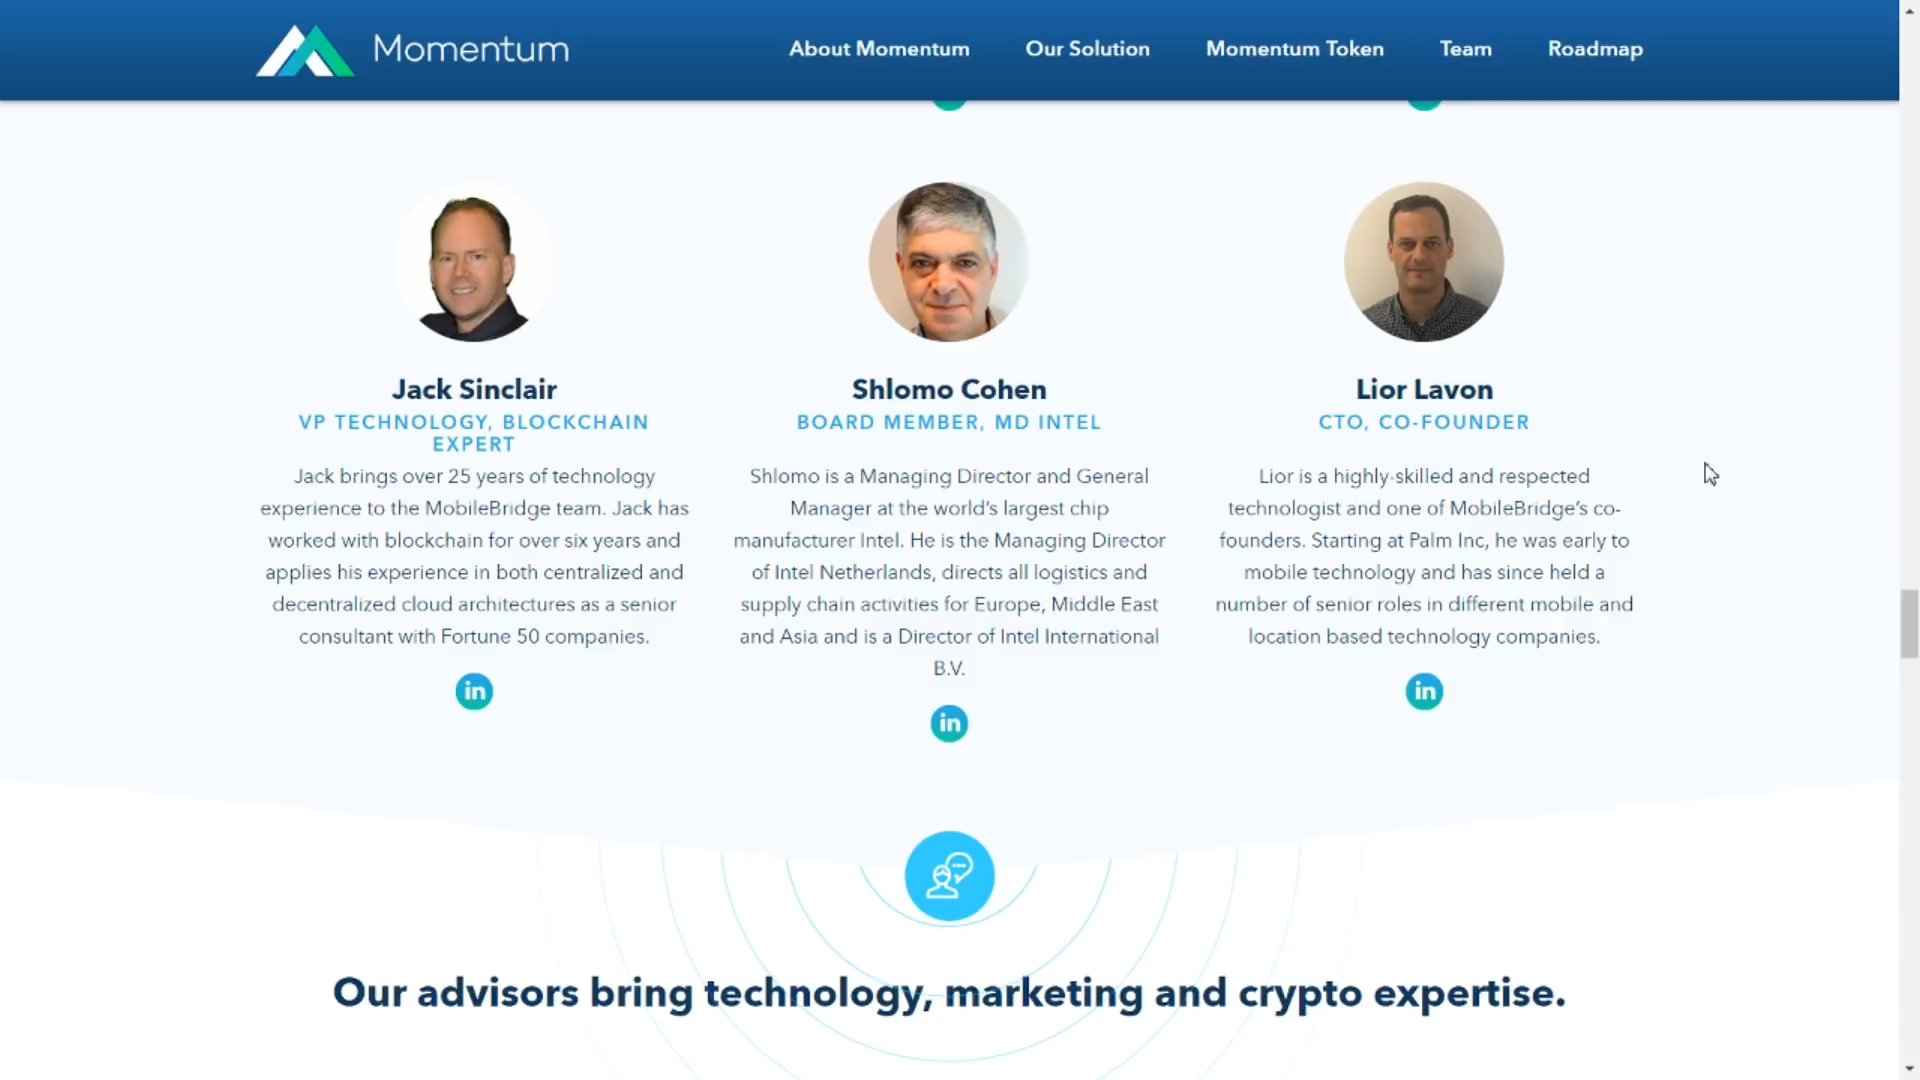 Momentum
About Momentum
Our Solution
Momentum Token
Team
Roadmap
Jack Sinclair
VP TECHNOLOGY, BLOCKCHAIN
EXPERT
Jack brings over 25 years of technology
experience to the MobileBridge team. Jack has
worked with blockchain for over six years and
applies his experience in both centralized and
decentralized cloud architectures as a senior
consultant with Fortune 50 companies.
in
Shlomo Cohen
BOARD MEMBER, MD INTEL
Shlomo is a Managing Director and General
Manager at the world's largest chip
manufacturer Intel. He is the Managing Director
of Intel Netherlands, directs all logistics and
supply chain activities for Europe, Middle East
and Asia and is a Director of Intel International
B.V.
in
Lior Lavon
CTO, CO-FOUNDER
Lior is a highly-skilled and respected
technologist and one of MobileBridge's co-
founders. Starting at Palm Inc, he was early to
mobile technology and has since held a
number of senior roles in different mobile and
location based technology companies.
in
Our advisors bring technology, marketing and crypto expertise.